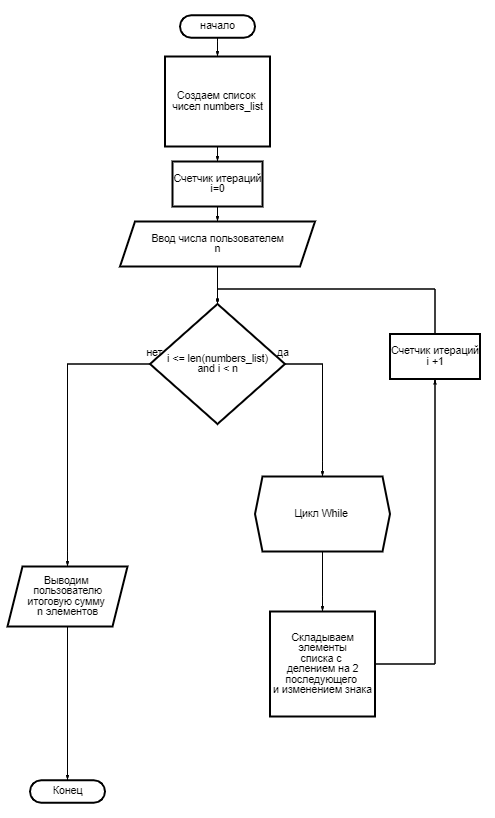 начало
Создаем список
чисел numbers_list
Счетчик итераций
i=0
Ввод числа пользователем
n
нет
i <= len(numbers_list)
and i < n
да
Счетчик итераций
i +1
Цикл While
Выводим
пользователю
итоговую сумму
n элементов
Складываем
элементы
списка с
делением на 2
последующего
и изменением знака
Конец